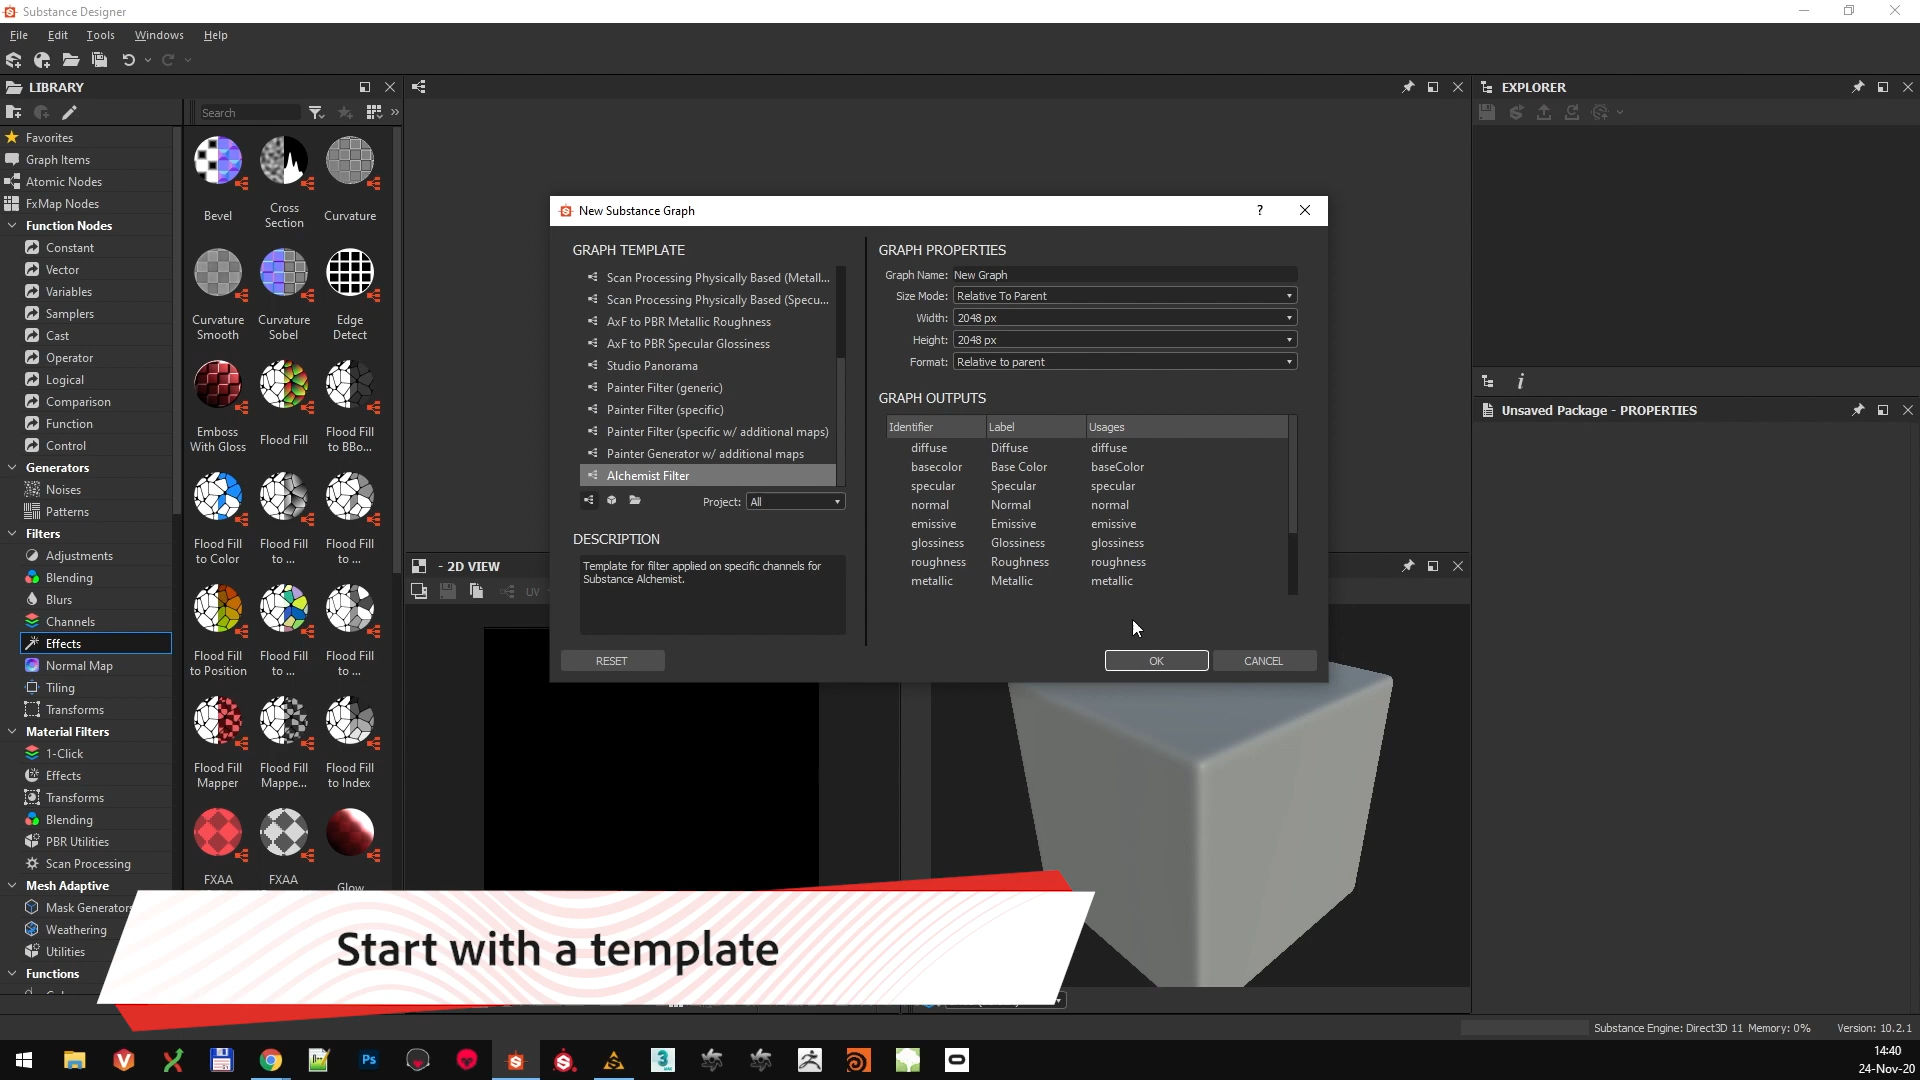 Substance Designer
File Edit Tools Windows Help
LIBRARY
Search
Favorites
Graph Items
Atomic Nodes
FxMap Nodes
Function Nodes
Constant
Vector
Variables
Samplers
Cast
Operator
Logical
Comparison
Function
Control
Generators
Noises
Patterns
Filters
Adjustments
Blending
Blurs
Channels
Effects
Normal Map
Tiling
Transforms
Material Filters
1-Click
Effects
Transforms
Blending
PBR Utilities
Scan Processing
Mesh Adaptive
Mask Generators
Weathering
Utilities
Functions
Bevel
Cross Section
Curvature
Curvature Smooth
Curvature Sobel
Edge Detect
Emboss With Gloss
Flood Fill
Flood Fill to BBo...
Flood Fill to Color
Flood Fill to ...
Flood Fill to ...
Flood Fill to Position
Flood Fill to ...
Flood Fill to ...
Flood Fill Mapper
Flood Fill Mappe...
Flood Fill to Index
FXAA
FXAA
Glow
New Substance Graph
?
GRAPH TEMPLATE
Scan Processing Physically Based (Metall...
Scan Processing Physically Based (Specu...
AxF to PBR Metallic Roughness
AxF to PBR Specular Glossiness
Studio Panorama
Painter Filter (generic)
Painter Filter (specific)
Painter Filter (specific w/ additional maps)
Painter Generator w/ additional maps
Alchemist Filter
Project: All
DESCRIPTION
Template for filter applied on specific channels for
Substance Alchemist.
RESET
GRAPH PROPERTIES
Graph Name: New Graph
Size Mode: Relative To Parent
Width: 2048 px
Height: 2048 px
Format: Relative to parent
GRAPH OUTPUTS
Identifier Label Usages
diffuse Diffuse diffuse
basecolor Base Color baseColor
specular Specular specular
normal Normal normal
emissive Emissive emissive
glossiness Glossiness glossiness
roughness Roughness roughness
metallic Metallic metallic
OK CANCEL
- 2D VIEW
UV
EXPLORER
Unsaved Package - PROPERTIES
Start with a template
Substance Engine: Direct3D 11 Memory: 0% Version: 10.2.1
Ps
14:40
24-Nov-20